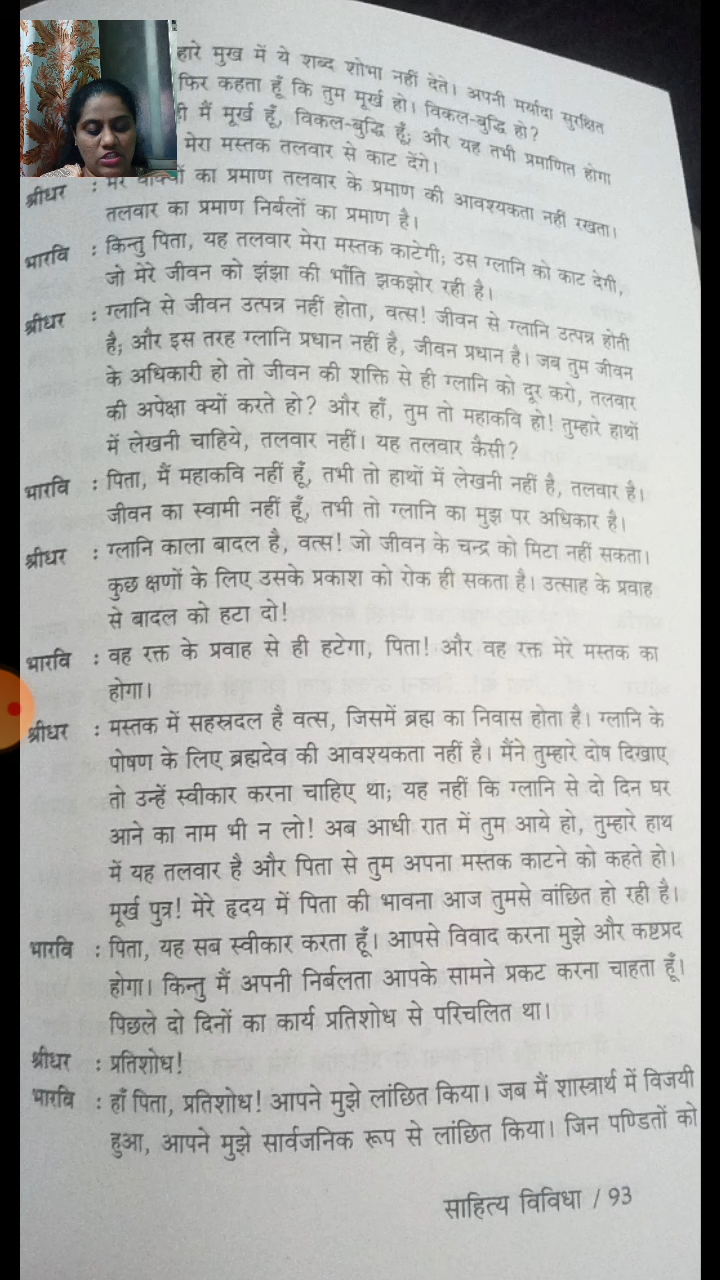 हारे मुख में ये शब्द शोभा नहीं देते। अपनी मर्यादा सुरक्षित
फिर कहता हूँ कि तुम मूर्ख हो। विकल-बुद्धि हो?
ी मैं मूर्ख हूँ, विकल-बुद्धि हूँ; और यह तभी प्रमाणित होगा
मेरा मस्तक तलवार से काट देंगे।
श्रीधर : मेरे वाक्यों का प्रमाण तलवार के प्रमाण की आवश्यकता नहीं रखता।
तलवार का प्रमाण निर्बलों का प्रमाण है।
भारवि : किन्तु पिता, यह तलवार मेरा मस्तक काटेगी; उस ग्लानि को काट देगी,
जो मेरे जीवन को झंझा की भाँति झकझोर रही है।
श्रीधर : ग्लानि से जीवन उत्पन्न नहीं होता, वत्स! जीवन से ग्लानि उत्पन्न होती
है; और इस तरह ग्लानि प्रधान नहीं है, जीवन प्रधान है। जब तुम जीवन
के अधिकारी हो तो जीवन की शक्ति से ही ग्लानि को दूर करो, तलवार
की अपेक्षा क्यों करते हो? और हाँ, तुम तो महाकवि हो! तुम्हारे हाथों
में लेखनी चाहिये, तलवार नहीं। यह तलवार कैसी?
भारवि : पिता, मैं महाकवि नहीं हूँ, तभी तो हाथों में लेखनी नहीं है, तलवार है।
जीवन का स्वामी नहीं हूँ, तभी तो ग्लानि का मुझ पर अधिकार है।
श्रीधर : ग्लानि काला बादल है, वत्स! जो जीवन के चन्द्र को मिटा नहीं सकता।
कुछ क्षणों के लिए उसके प्रकाश को रोक ही सकता है। उत्साह के प्रवाह
से बादल को हटा दो!
भारवि : वह रक्त के प्रवाह से ही हटेगा, पिता! और वह रक्त मेरे मस्तक का
होगा।
श्रीधर : मस्तक में सहस्रदल है वत्स, जिसमें ब्रह्म का निवास होता है। ग्लानि के
पोषण के लिए ब्रह्मदेव की आवश्यकता नहीं है। मैंने तुम्हारे दोष दिखाए
तो उन्हें स्वीकार करना चाहिए था; यह नहीं कि ग्लानि से दो दिन घर
आने का नाम भी न लो! अब आधी रात में तुम आये हो, तुम्हारे हाथ
में यह तलवार है और पिता से तुम अपना मस्तक काटने को कहते हो।
मूर्ख पुत्र! मेरे हृदय में पिता की भावना आज तुमसे वांछित हो रही है।
भारवि : पिता, यह सब स्वीकार करता हूँ। आपसे विवाद करना मुझे और कष्टप्रद
होगा। किन्तु मैं अपनी निर्बलता आपके सामने प्रकट करना चाहता हूँ।
पिछले दो दिनों का कार्य प्रतिशोध से परिचलित था।
श्रीधर : प्रतिशोध!
भारवि : हाँ पिता, प्रतिशोध! आपने मुझे लांछित किया। जब मैं शास्त्रार्थ में विजयी
हुआ, आपने मुझे सार्वजनिक रूप से लांछित किया। जिन पण्डितों को
साहित्य विविधा / 93